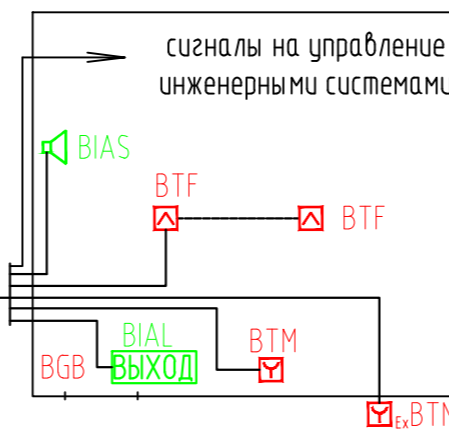 сигналы на управление
инженерными системами
BIAS
BTF
BTF
BIAL
BTM
BGB
ВЫХОД
ExBTM